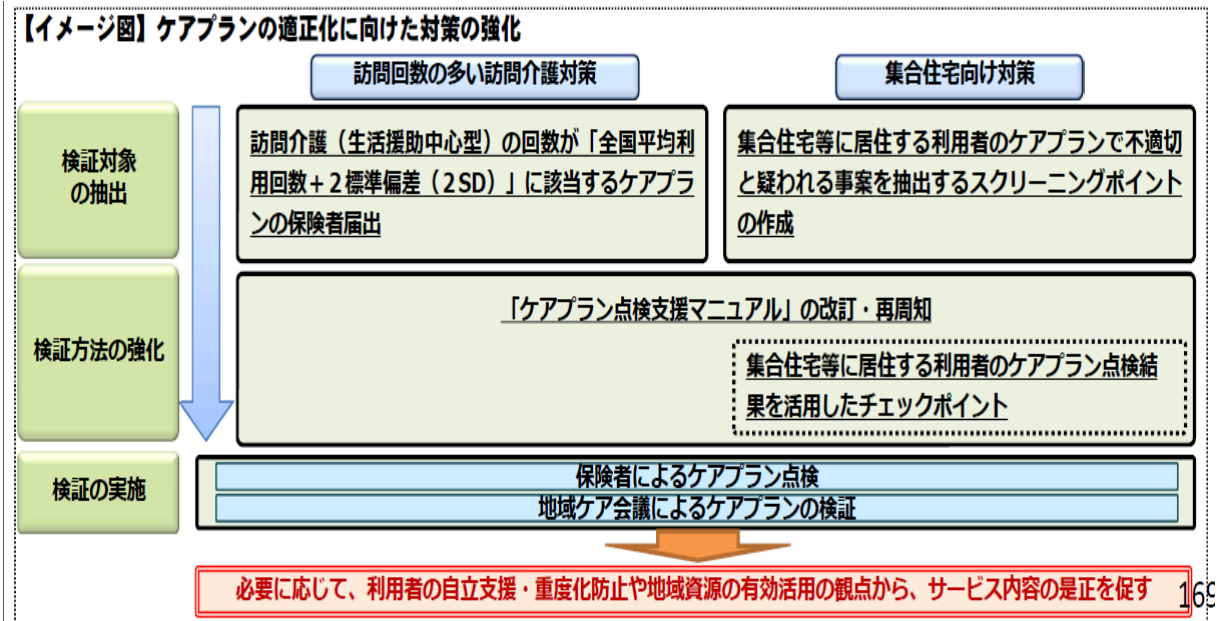 【イメージ図】ケアプランの適正化に向けた対策の強化
訪問回数の多い訪問介護対策
集合住宅向け対策
検証対象
の抽出
訪問介護（生活援助中心型）の回数が「全国平均利
用回数＋２標準偏差（２SD）」に該当するケアプラ
ンの保険者届出
集合住宅等に居住する利用者のケアプランで不適切
と疑われる事案を抽出するスクリーニングポイント
の作成
検証方法の強化
「ケアプラン点検支援マニュアル」の改訂・再周知
集合住宅等に居住する利用者のケアプラン点検結
果を活用したチェックポイント
検証の実施
保険者によるケアプラン点検
地域ケア会議によるケアプランの検証
必要に応じて、利用者の自立支援・重度化防止や地域資源の有効活用の観点から、サービス内容の是正を促す
169